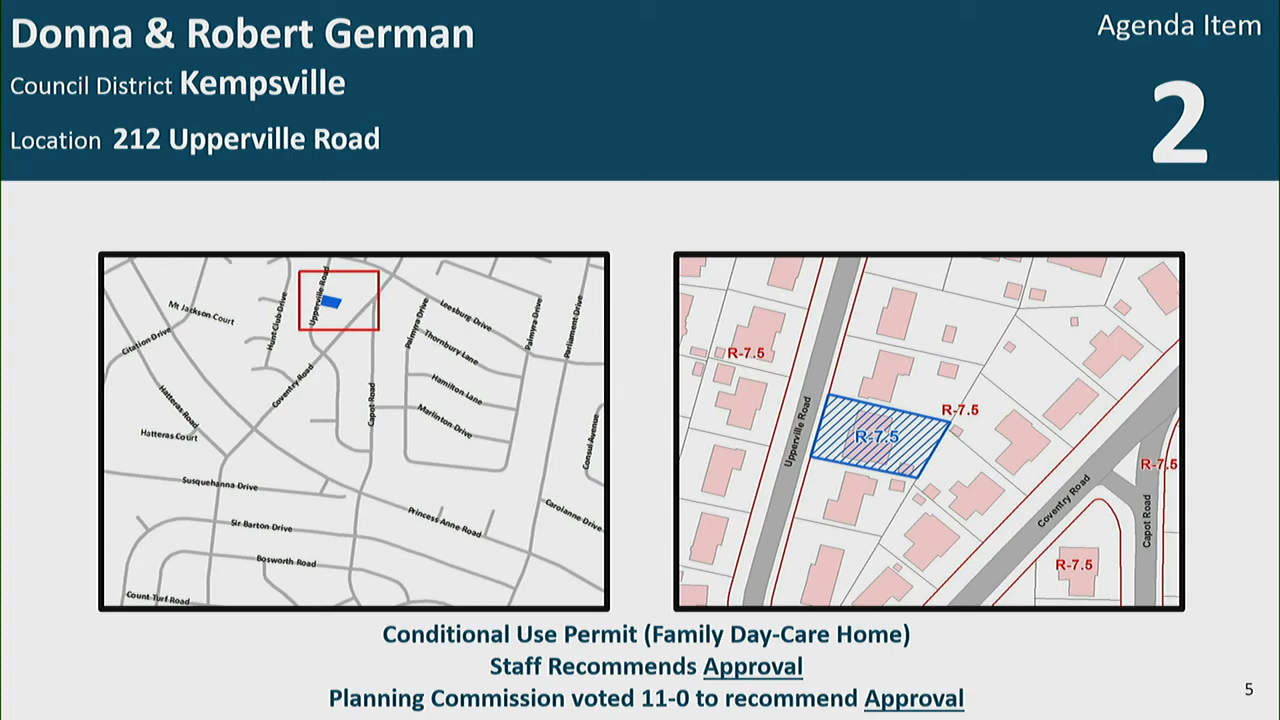 Donna & Robert German
Council District Kempsville
Location 212 Upperville Road
Agenda Item
2
Mt Jackson Court
Citation Drive
Hunt Club Drive
Upperville Road
Palmyra Drive
Leesburg Drive
Palmyra Drive
Parliament Drive
Thornbury Lane
Hamilton Lane
Marlinton Drive
Coventry Road
Capot Road
Hatteras Road
Hatteras Court
Consul Avenue
Susquehanna Drive
Princess Anne Road
Carolanne Drive
Sir Barton Drive
Bosworth Road
Count Turf Road
R-7.5
R-7.5
R-7.5
R-7.5
R-7.5
Upperville Road
Coventry Road
Capot Road
Conditional Use Permit (Family Day-Care Home)
Staff Recommends Approval
Planning Commission voted 11-0 to recommend Approval
5